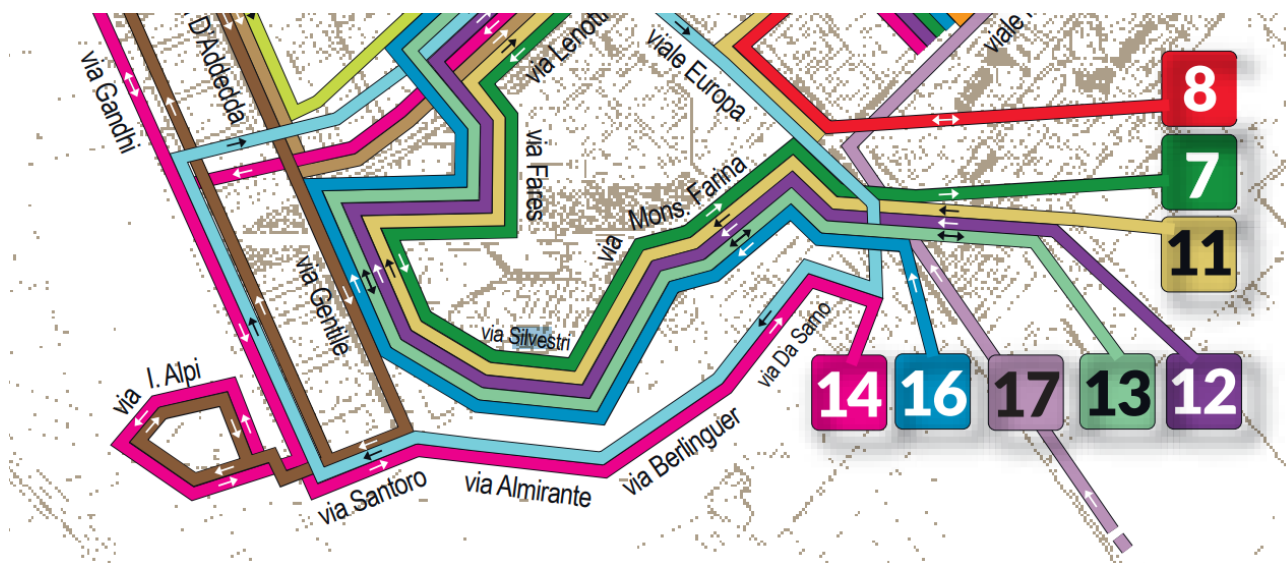 via Gandhi
D'Addedda
via Lenotti
viale Europa
viale
8
7
11
via Fares
via Mons. Farina
via Gentile
via Silvestri
via Da Sarno
via I. Alpi
14
16
17
13
12
via Berlinguer
via Almirante
via Santoro